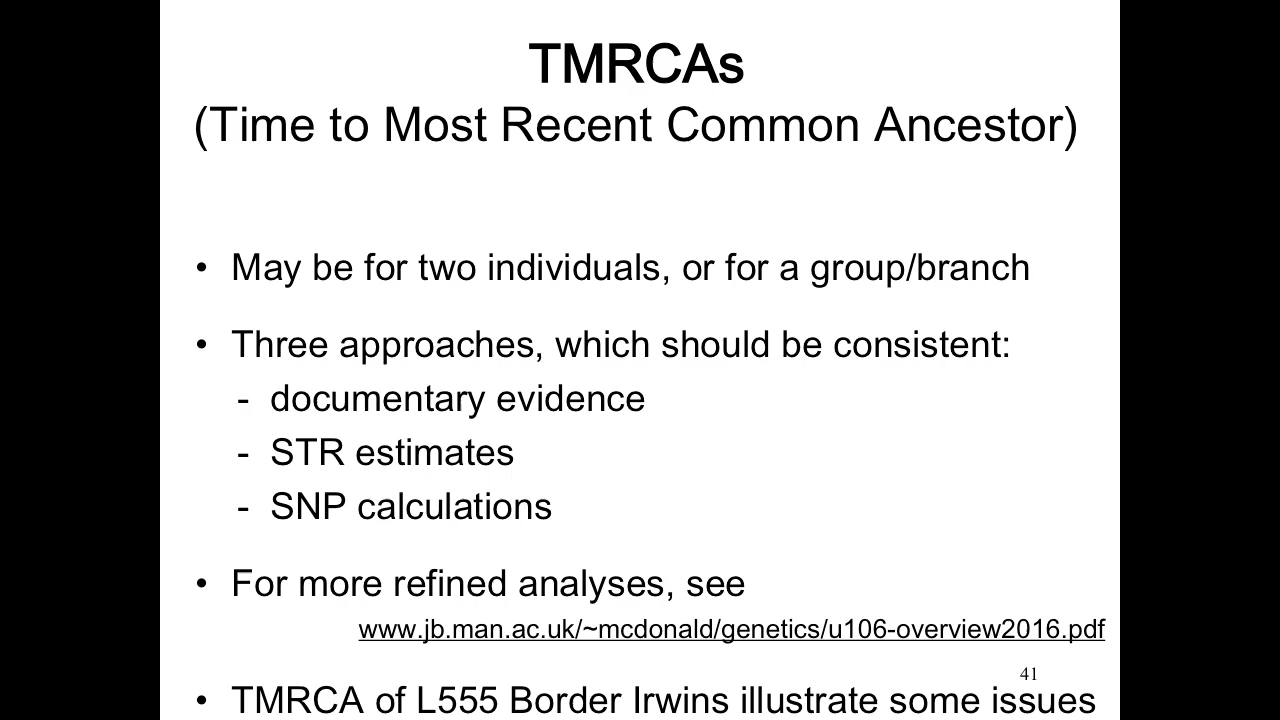 TMRCAs
(Time to Most Recent Common Ancestor)
• May be for two individuals, or for a group/branch
• Three approaches, which should be consistent:
- documentary evidence
- STR estimates
- SNP calculations
• For more refined analyses, see
www.jb.man.ac.uk/~mcdonald/genetics/u106-overview2016.pdf
41
• TMRCA of L555 Border Irwins illustrate some issues